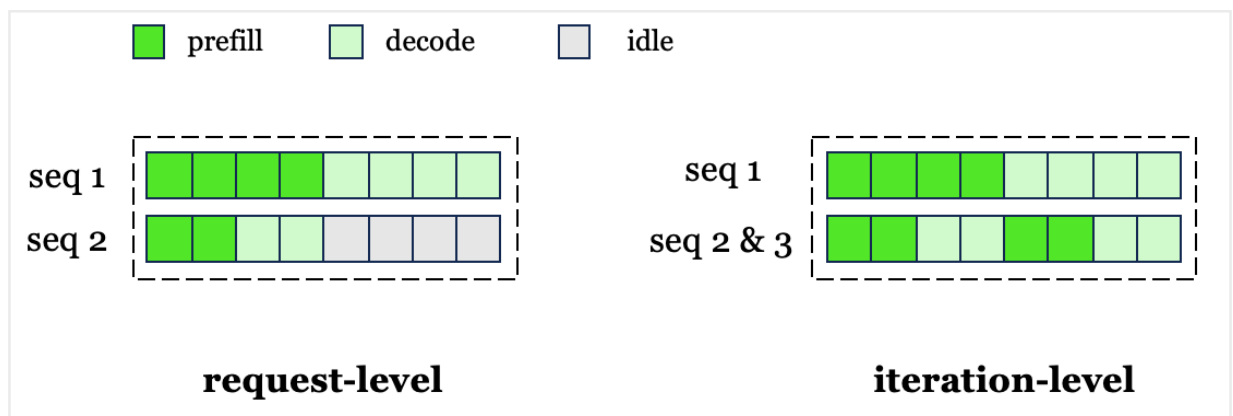 prefill decode idle
seq 1
seq 2
request-level
seq 1
seq 2 & 3
iteration-level